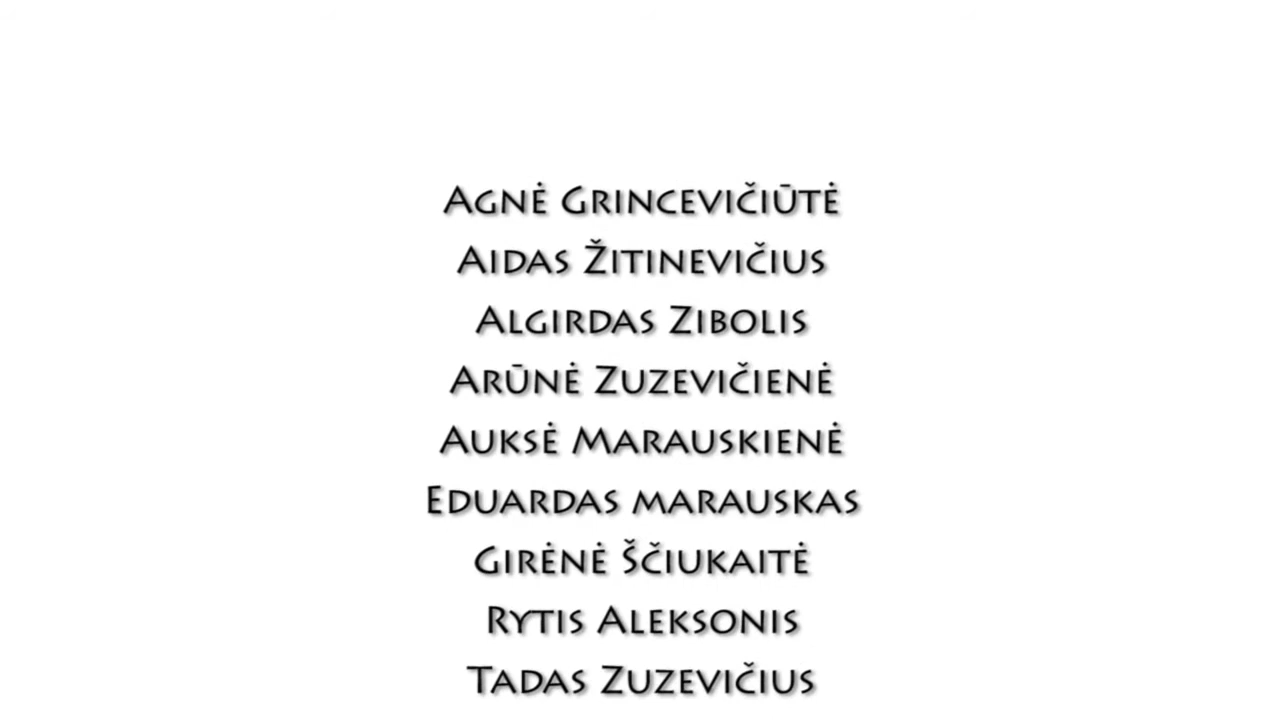 Agnė Grincevičiūtė
Aidas Žitinevičius
Algirdas Zibolis
Arūnė Zuzevičienė
Auksė Marauskienė
Eduardas marauskas
Girėnė Ščiukaitė
Rytis Aleksonis
Tadas Zuzevičius